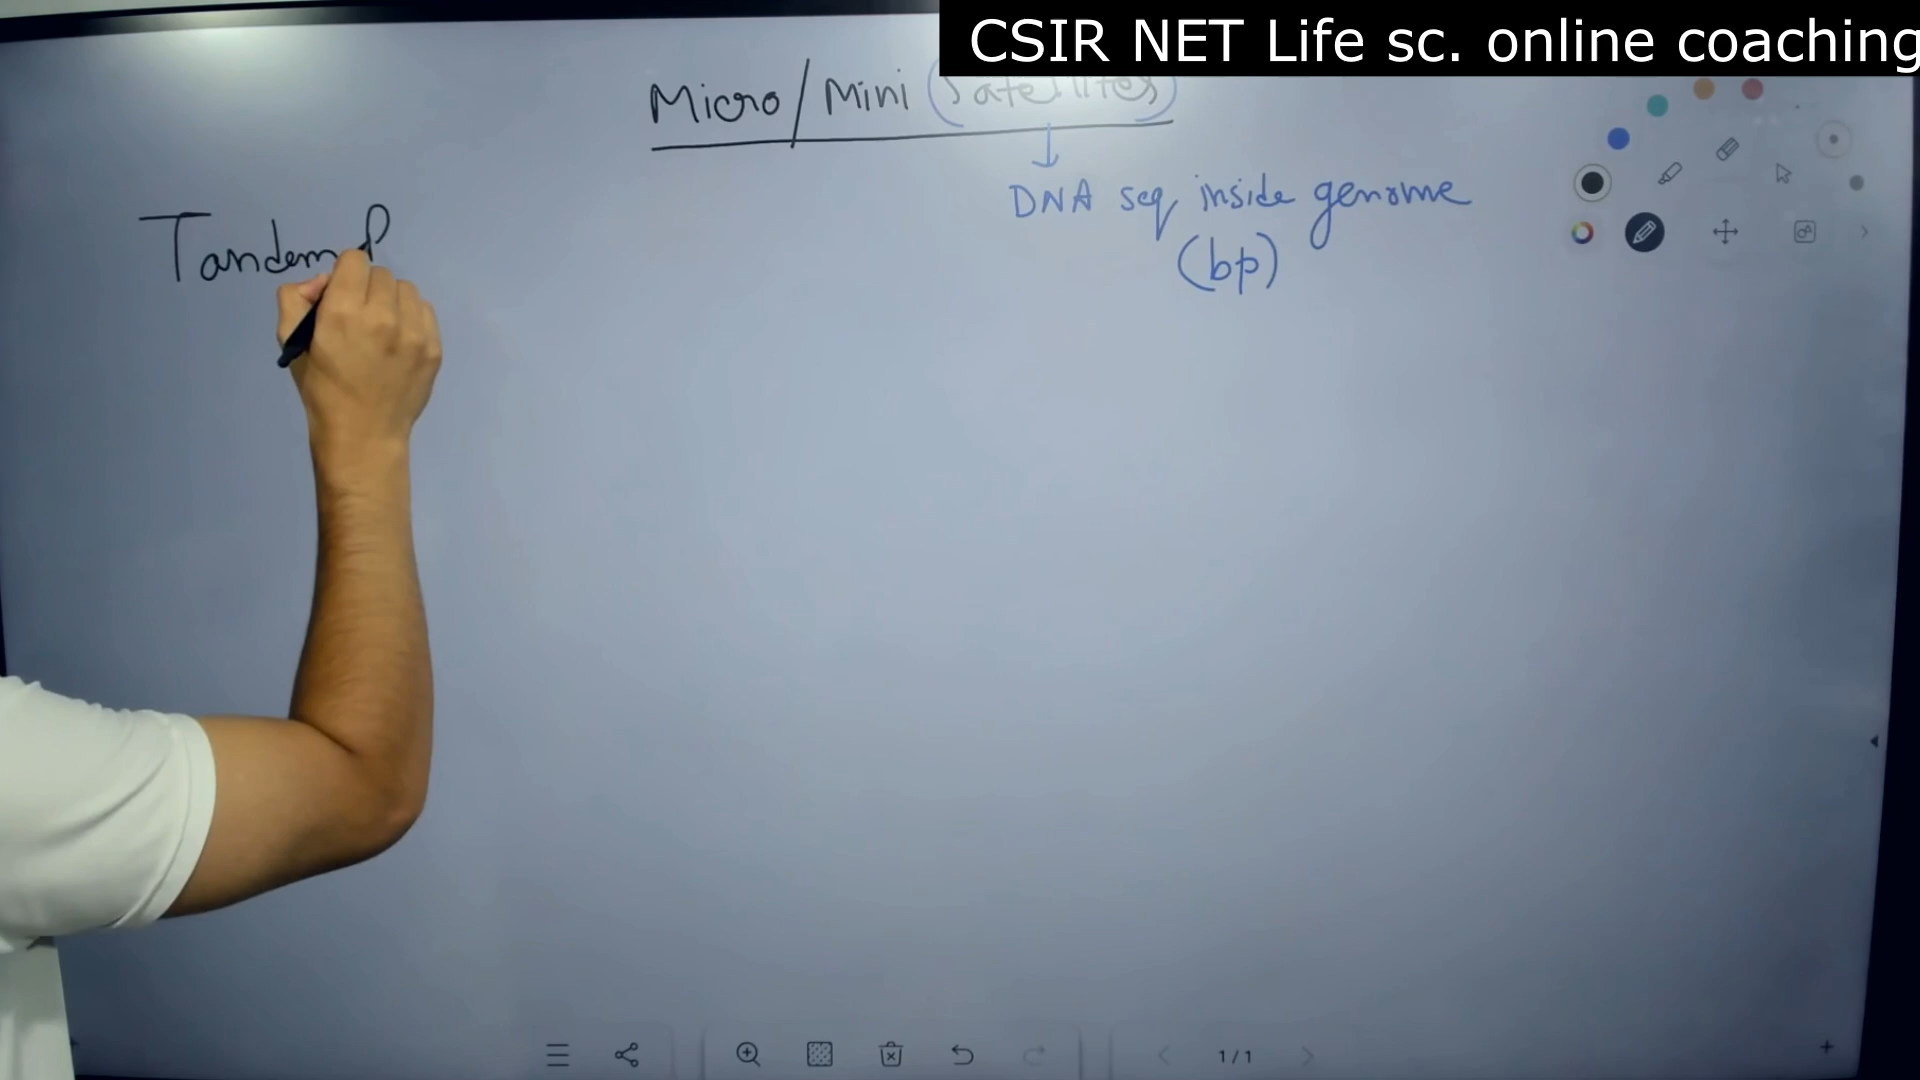 CSIR NET Life sc. online coaching
Micro/Mini (Satellites)
DNA seq inside genome
(bp)
Tandem
1/1